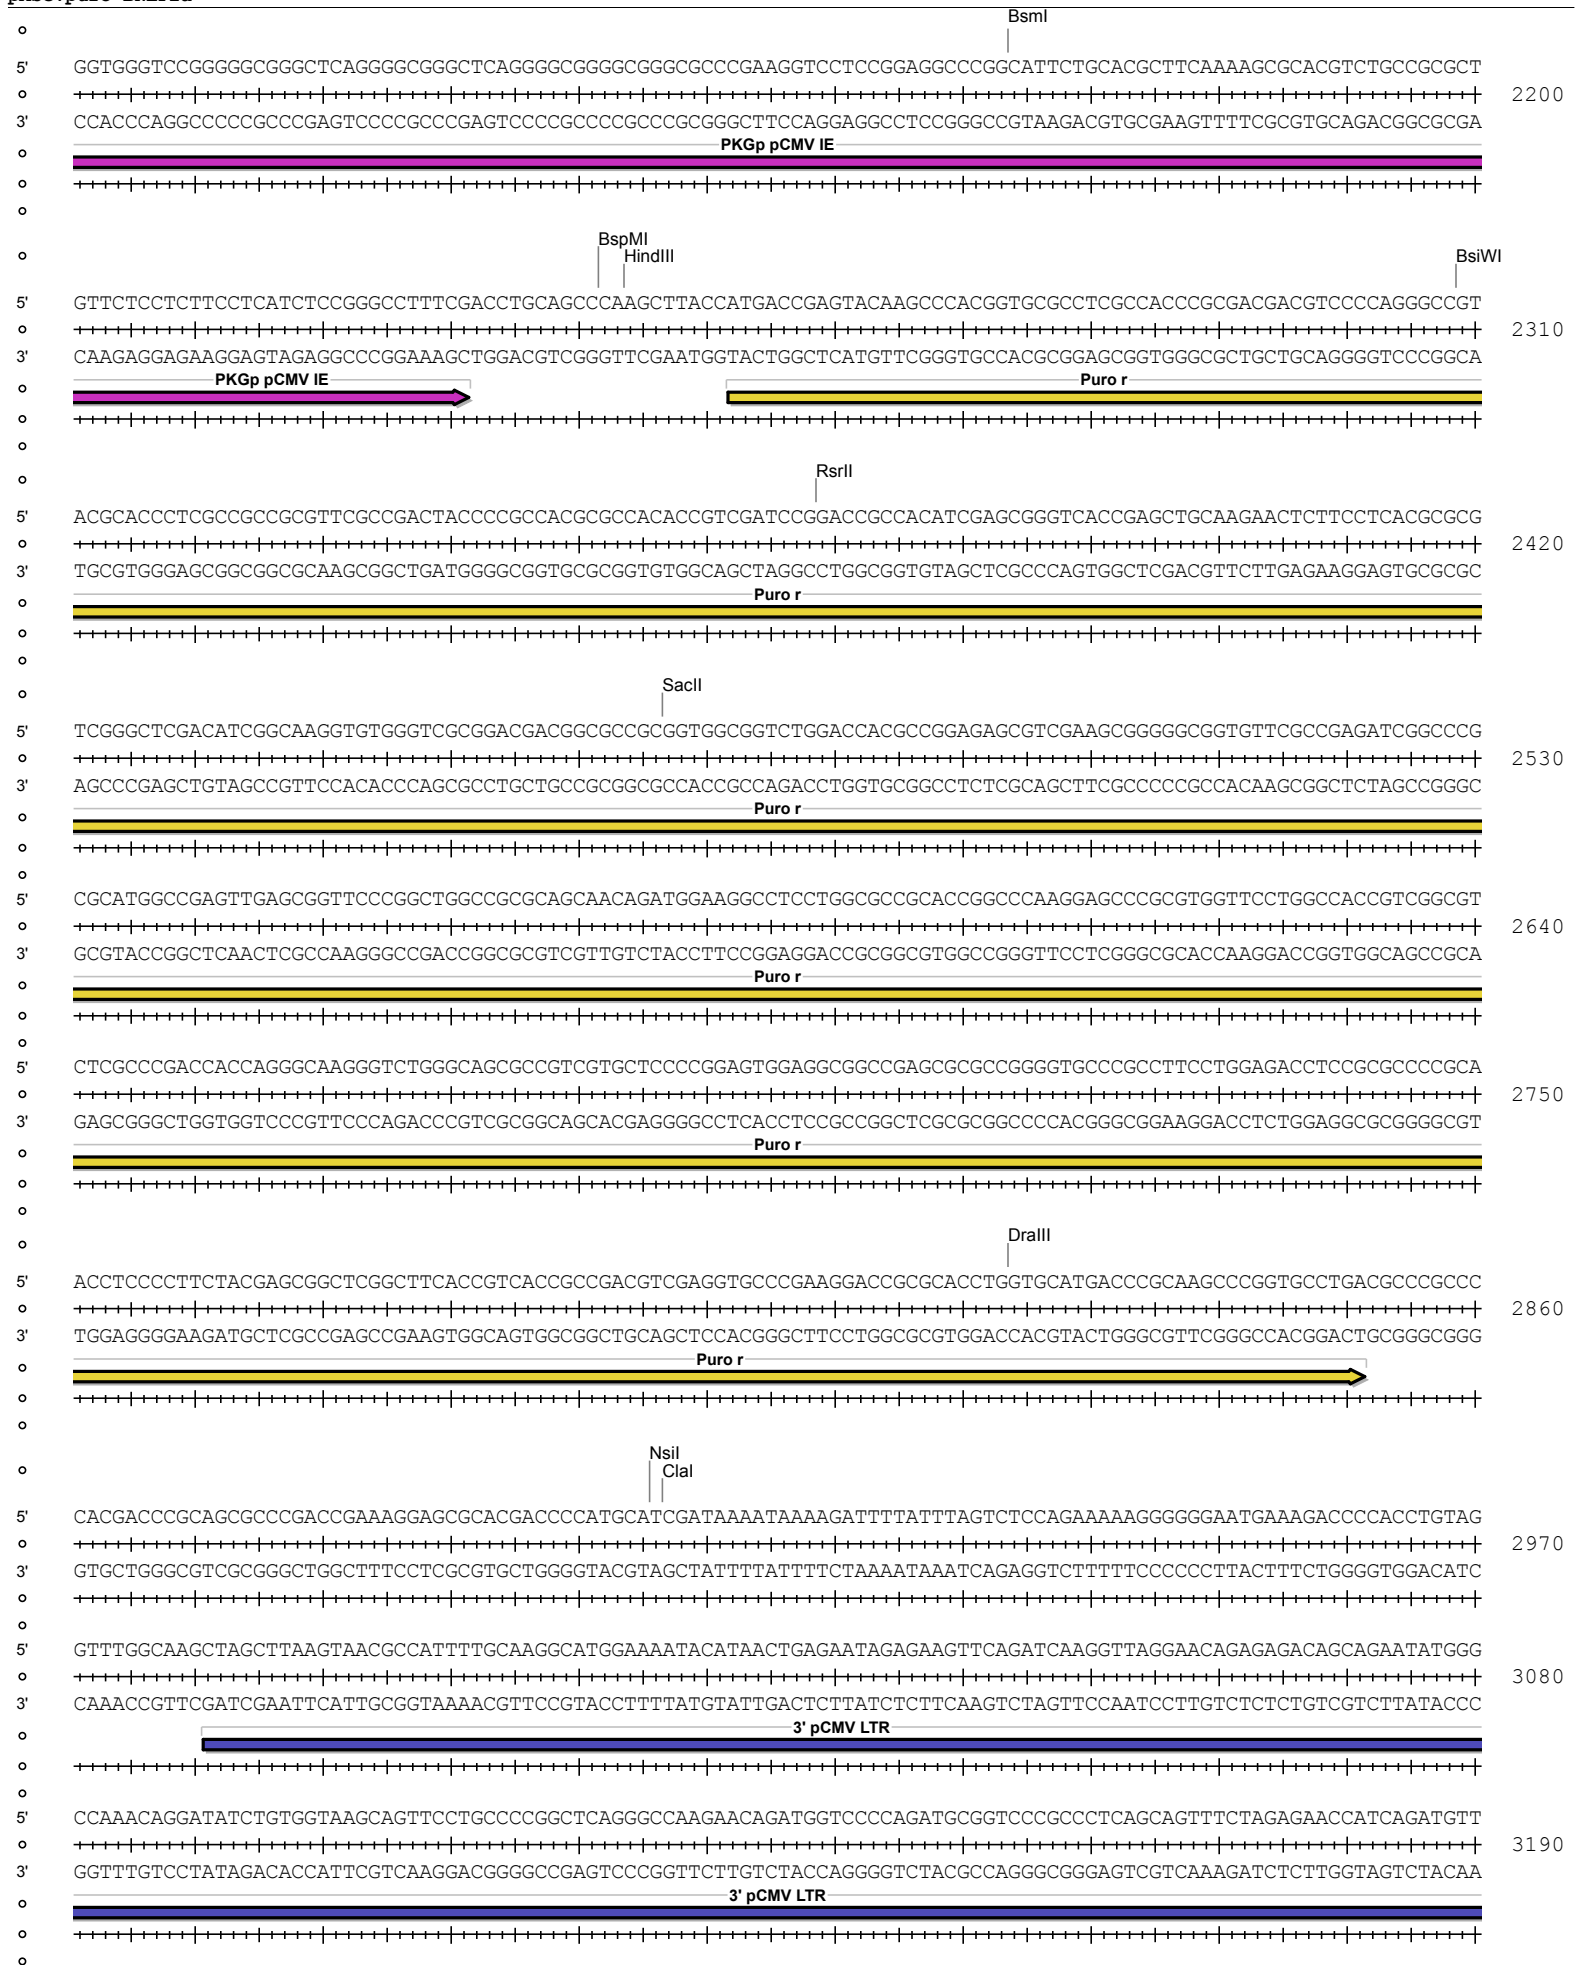 BsmI
5' GGTGGGTCCGGGGGCGGGCTCAGGGGCGGGCTCAGGGGCGGGGCGGGCGCCCGAAGGTCCTCCGGAGGCCCGGCATTCTGCACGCTTCAAAAGCGCACGTCTGCCGCGCT
2200
3' CCACCCAGGCCCCCGCCCGAGTCCCCGCCCGAGTCCCCGCCCCGCCCGCGGGCTTCCAGGAGGCCTCCGGGCCGTAAGACGTGCGAAGTTTTCGCGTGCAGACGGCGCGA
PKGp pCMV IE
BspMI
HindIII
BsiWI
5' GTTCTCCTCTTCCTCATCTCCGGGCCTTTCGACCTGCAGCCCAAGCTTACCATGACCGAGTACAAGCCCACGGTGCGCCTCGCCACCCGCGACGACGTCCCCAGGGCCGT
2310
3' CAAGAGGAGAAGGAGTAGAGGCCCGGAAAGCTGGACGTCGGGTTCGAATGGTACTGGCTCATGTTCGGGTGCCACGCGGAGCGGTGGGCGCTGCTGCAGGGGTCCCGGCA
PKGp pCMV IE
Puro r
RsrII
5' ACGCACCCTCGCCGCCGCGTTCGCCGACTACCCCGCCACGCGCCACACCGTCGATCCGGACCGCCACATCGAGCGGGTCACCGAGCTGCAAGAACTCTTCCTCACGCGCG
2420
3' TGCGTGGGAGCGGCGGCGCAAGCGGCTGATGGGGCGGTGCGCGGTGTGGCAGCTAGGCCTGGCGGTGTAGCTCGCCCAGTGGCTCGACGTTCTTGAGAAGGAGTGCGCGC
Puro r
SacII
5' TCGGGCTCGACATCGGCAAGGTGTGGGTCGCGGACGACGGCGCCGCGGTGGCGGTCTGGACCACGCCGGAGAGCGTCGAAGCGGGGGCGGTGTTCGCCGAGATCGGCCCG
2530
3' AGCCCGAGCTGTAGCCGTTCCACACCCAGCGCCTGCTGCCGCGGCGCCACCGCCAGACCTGGTGCGGCCTCTCGCAGCTTCGCCCCCGCCACAAGCGGCTCTAGCCGGGC
Puro r
5' CGCATGGCCGAGTTGAGCGGTTCCCGGCTGGCCGCGCAGCAACAGATGGAAGGCCTCCTGGCGCCGCACCGGCCCAAGGAGCCCGCGTGGTTCCTGGCCACCGTCGGCGT
2640
3' GCGTACCGGCTCAACTCGCCAAGGGCCGACCGGCGCGTCGTTGTCTACCTTCCGGAGGACCGCGGCGTGGCCGGGTTCCTCGGGCGCACCAAGGACCGGTGGCAGCCGCA
Puro r
5' CTCGCCCGACCACCAGGGCAAGGGTCTGGGCAGCGCCGTCGTGCTCCCCGGAGTGGAGGCGGCCGAGCGCGCCGGGGTGCCCGCCTTCCTGGAGACCTCCGCGCCCCGCA
2750
3' GAGCGGGCTGGTGGTCCCGTTCCCAGACCCGTCGCGGCAGCACGAGGGGCCTCACCTCCGCCGGCTCGCGCGGCCCCACGGGCGGAAGGACCTCTGGAGGCGCGGGGCGT
Puro r
DraIII
5' ACCTCCCCTTCTACGAGCGGCTCGGCTTCACCGTCACCGCCGACGTCGAGGTGCCCGAAGGACCGCGCACCTGGTGCATGACCCGCAAGCCCGGTGCCTGACGCCCGCCC
2860
3' TGGAGGGGAAGATGCTCGCCGAGCCGAAGTGGCAGTGGCGGCTGCAGCTCCACGGGCTTCCTGGCGCGTGGACCACGTACTGGGCGTTCGGGCCACGGACTGCGGGCGGG
Puro r
NsiI
ClaI
5' CACGACCCGCAGCGCCCGACCGAAAGGAGCGCACGACCCCATGCATCGATAAAATAAAAGATTTTATTTAGTCTCCAGAAAAAGGGGGGAATGAAAGACCCCACCTGTAG
2970
3' GTGCTGGGCGTCGCGGGCTGGCTTTCCTCGCGTGCTGGGGTACGTAGCTATTTTATTTTCTAAAATAAATCAGAGGTCTTTTTCCCCCCTTACTTTCTGGGGTGGACATC
5' GTTTGGCAAGCTAGCTTAAGTAACGCCATTTTGCAAGGCATGGAAAATACATAACTGAGAATAGAGAAGTTCAGATCAAGGTTAGGAACAGAGAGACAGCAGAATATGGG
3080
3' CAAACCGTTCGATCGAATTCATTGCGGTAAAACGTTCCGTACCTTTTATGTATTGACTCTTATCTCTTCAAGTCTAGTTCCAATCCTTGTCTCTCTGTCGTCTTATACCC
3' pCMV LTR
5' CCAAACAGGATATCTGTGGTAAGCAGTTCCTGCCCCGGCTCAGGGCCAAGAACAGATGGTCCCCAGATGCGGTCCCGCCCTCAGCAGTTTCTAGAGAACCATCAGATGTT
3190
3' GGTTTGTCCTATAGACACCATTCGTCAAGGACGGGGCCGAGTCCCGGTTCTTGTCTACCAGGGGTCTACGCCAGGGCGGGAGTCGTCAAAGATCTCTTGGTAGTCTACAA
3' pCMV LTR